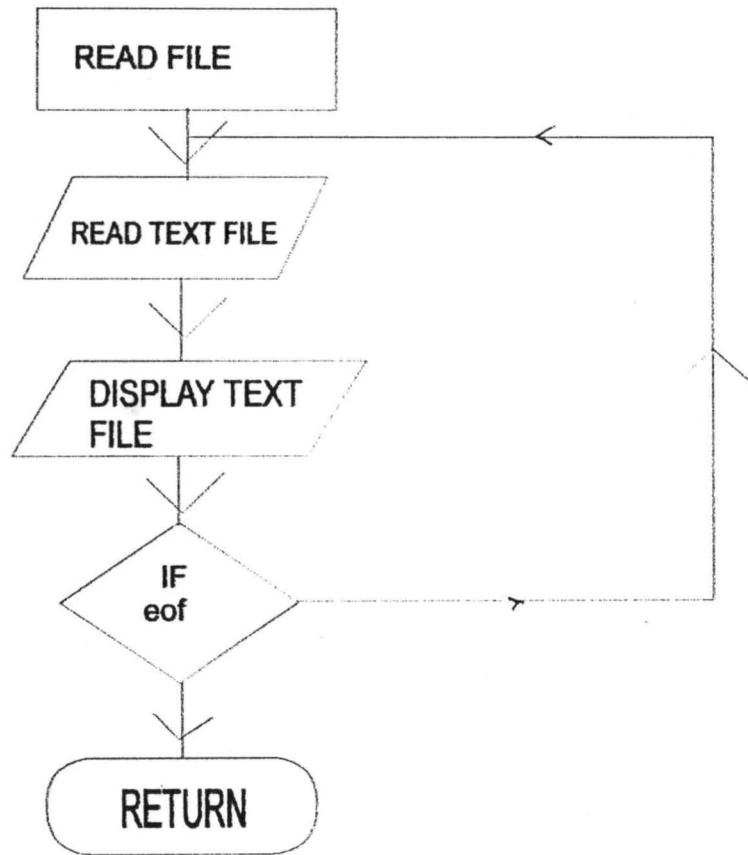 READ FILE
READ TEXT FILE
DISPLAY TEXT
FILE
IF
eof
RETURN